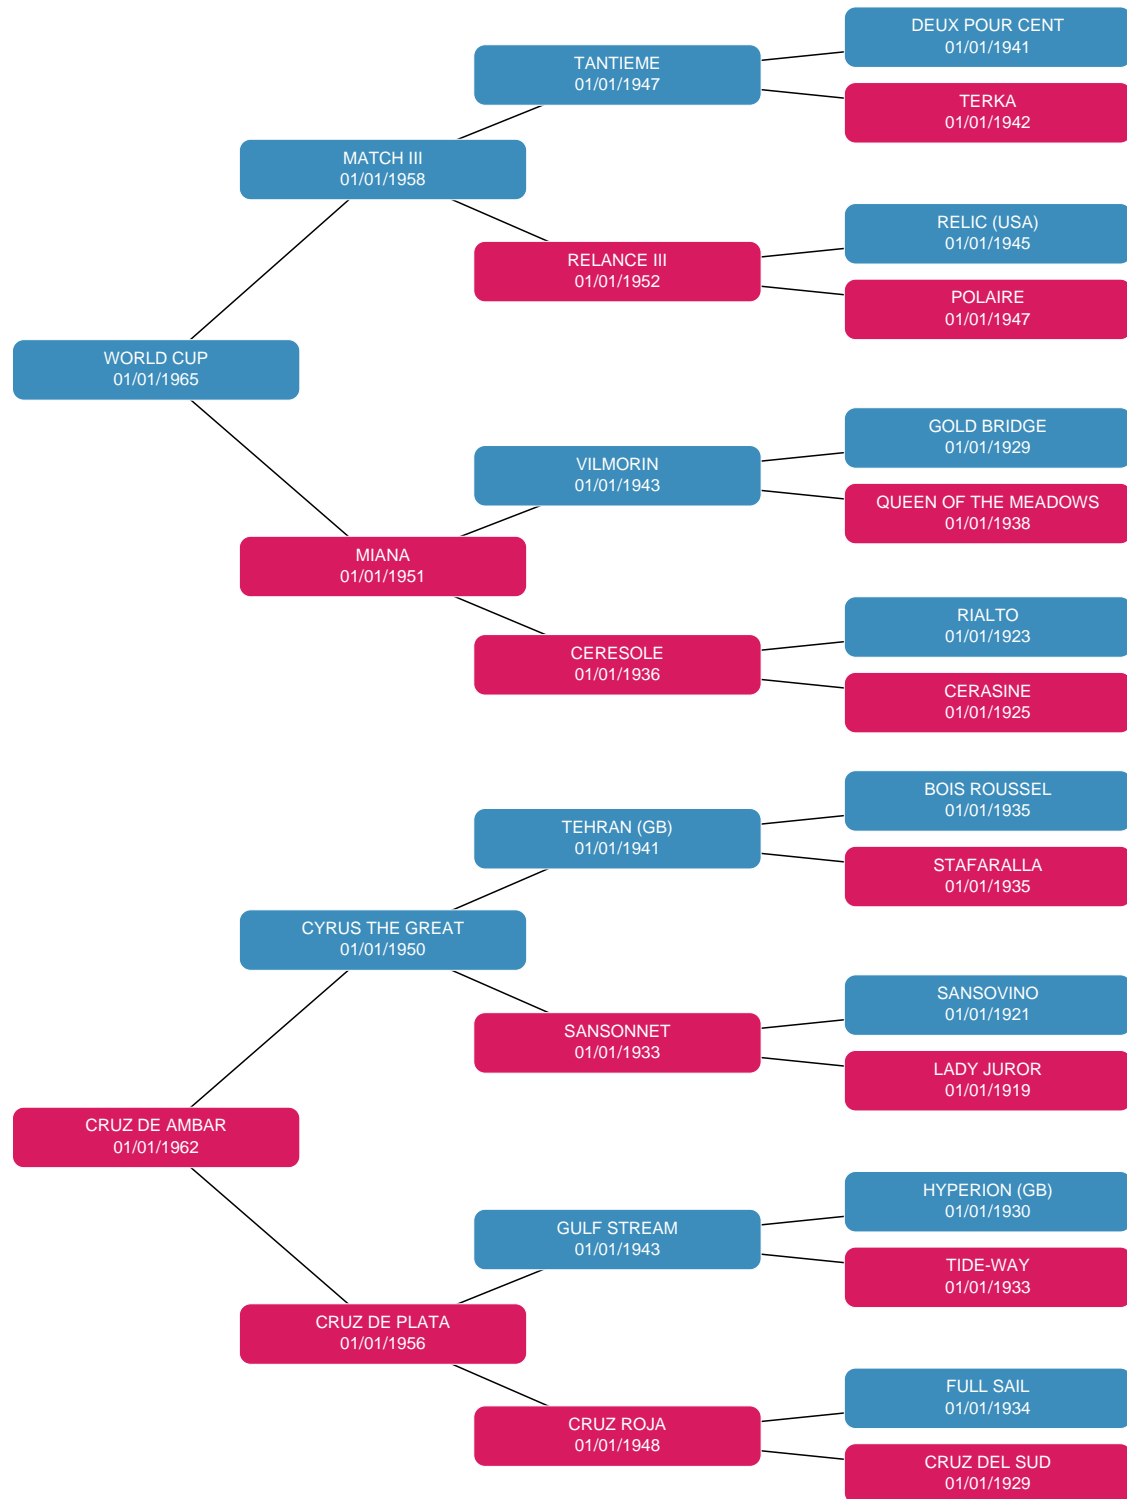 DEUX POUR CENT
01/01/1941
TANTIEME
01/01/1947
TERKA
01/01/1942
MATCH III
01/01/1958
RELIC (USA)
01/01/1945
RELANCE III
01/01/1952
POLAIRE
01/01/1947
WORLD CUP
01/01/1965
GOLD BRIDGE
01/01/1929
VILMORIN
01/01/1943
QUEEN OF THE MEADOWS
01/01/1938
MIANA
01/01/1951
RIALTO
01/01/1923
CERESOLE
01/01/1936
CERASINE
01/01/1925
BOIS ROUSSEL
01/01/1935
TEHRAN (GB)
01/01/1941
STAFARALLA
01/01/1935
CYRUS THE GREAT
01/01/1950
SANSOVINO
01/01/1921
SANSONNET
01/01/1933
LADY JUROR
01/01/1919
CRUZ DE AMBAR
01/01/1962
HYPERION (GB)
01/01/1930
GULF STREAM
01/01/1943
TIDE-WAY
01/01/1933
CRUZ DE PLATA
01/01/1956
FULL SAIL
01/01/1934
CRUZ ROJA
01/01/1948
CRUZ DEL SUD
01/01/1929